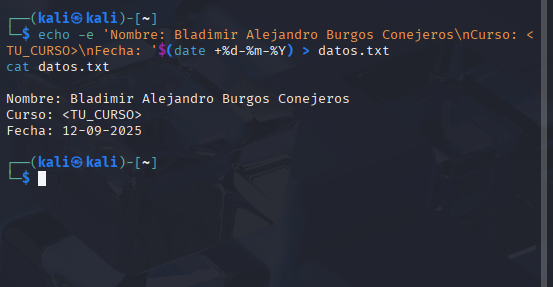 ┌──(kali㉿kali)-[~]
└─$ echo -e 'Nombre: Bladimir Alejandro Burgos Conejeros\nCurso: <
TU_CURSO>\nFecha: '$(date +%d-%m-%Y) > datos.txt
cat datos.txt
Nombre: Bladimir Alejandro Burgos Conejeros
Curso: <TU_CURSO>
Fecha: 12-09-2025
┌──(kali㉿kali)-[~]
└─$